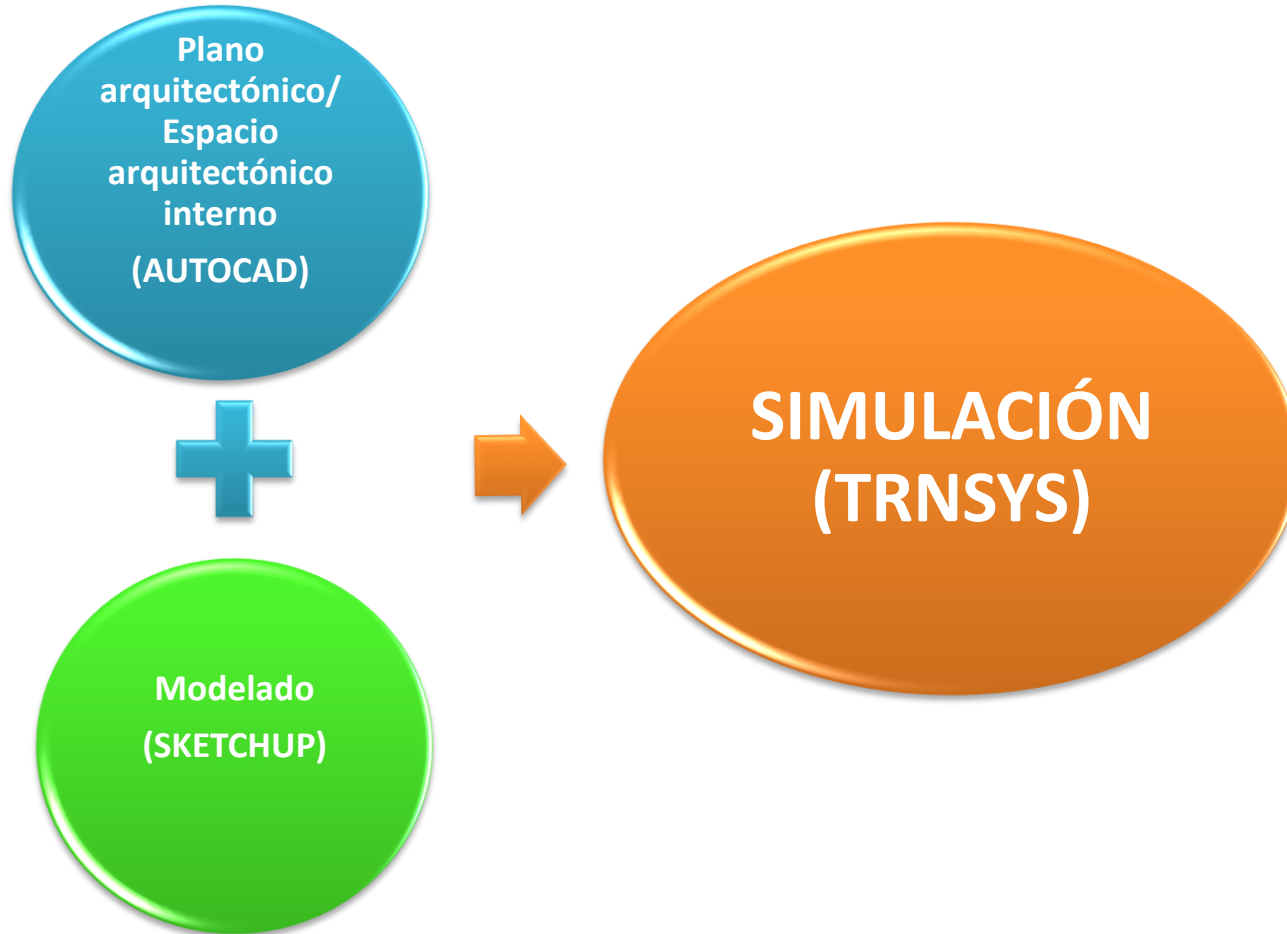 Plano
arquitectónico/
Espacio
arquitectónico
interno
(AUTOCAD)
Modelado
(SKETCHUP)
SIMULACIÓN
(TRNSYS)